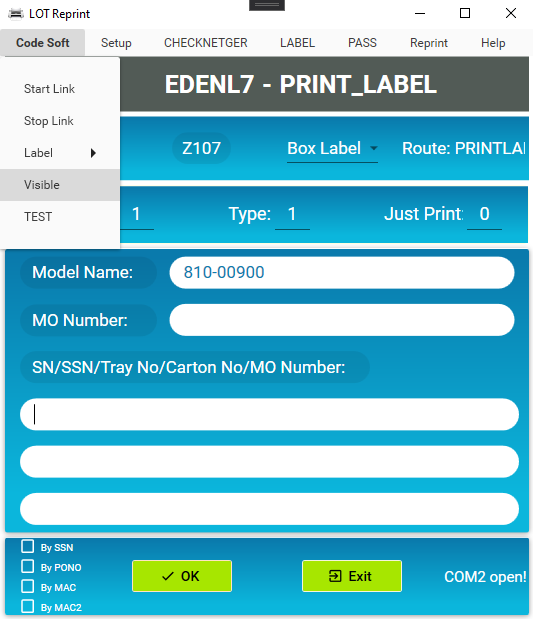 LOT Reprint
Code Soft Setup CHECKNETGER LABEL PASS Reprint Help
Start Link
Stop Link
Label
Visible
TEST
EDENL7 - PRINT_LABEL
Z107 Box Label Route: PRINTLA
1 Type: 1 Just Print: 0
Model Name: 810-00900
MO Number:
SN/SSN/Tray No/Carton No/MO Number:
By SSN
By PONO
By MAC
By MAC2
OK Exit COM2 open!